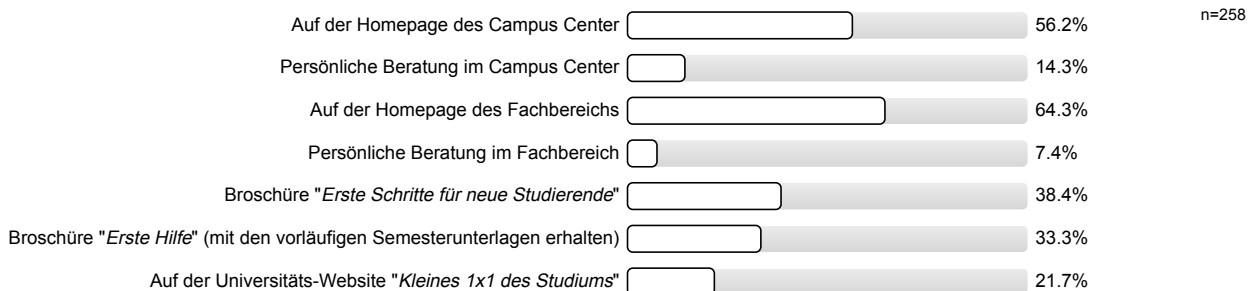 Auf der Homepage des Campus Center 56.2% n=258
Persönliche Beratung im Campus Center 14.3%
Auf der Homepage des Fachbereichs 64.3%
Persönliche Beratung im Fachbereich 7.4%
Broschüre "Erste Schritte für neue Studierende" 38.4%
Broschüre "Erste Hilfe" (mit den vorläufigen Semesterunterlagen erhalten) 33.3%
Auf der Universitäts-Website "Kleines 1x1 des Studiums" 21.7%